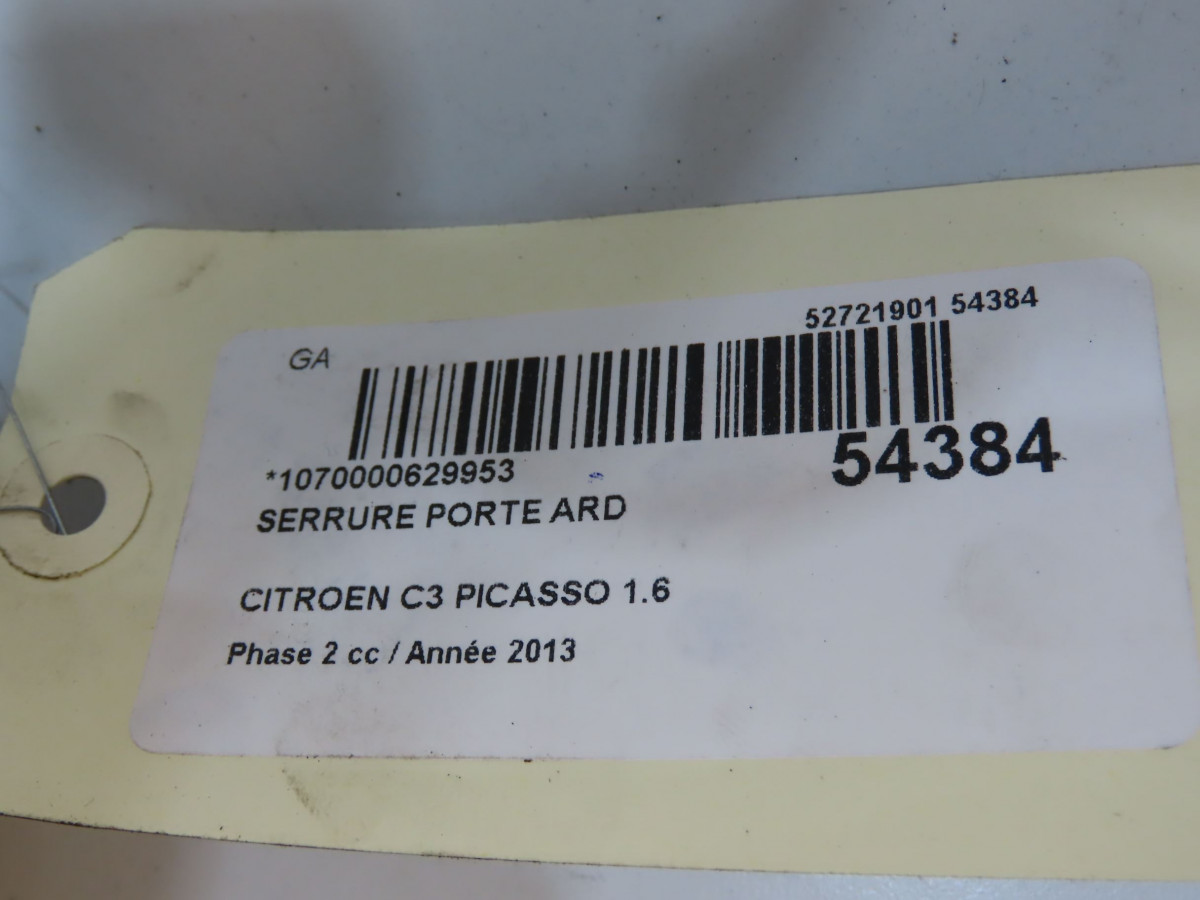 52721901 54384
GA
54384
*1070000629953
SERRURE PORTE ARD
CITROEN C3 PICASSO 1.6
Phase 2 cc / Année 2013